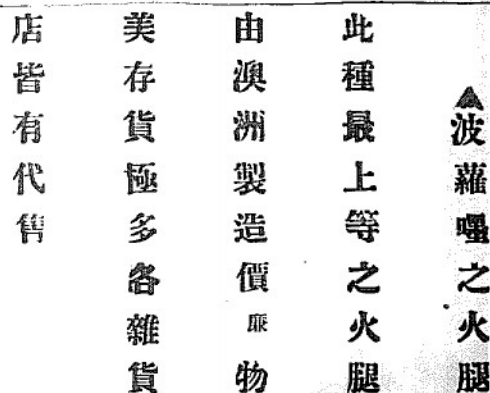 ▲波蘿嚜之火腿
此種最上等之火腿
由澳洲製造價廉物
美存貨極多各雜貨
店皆有代售